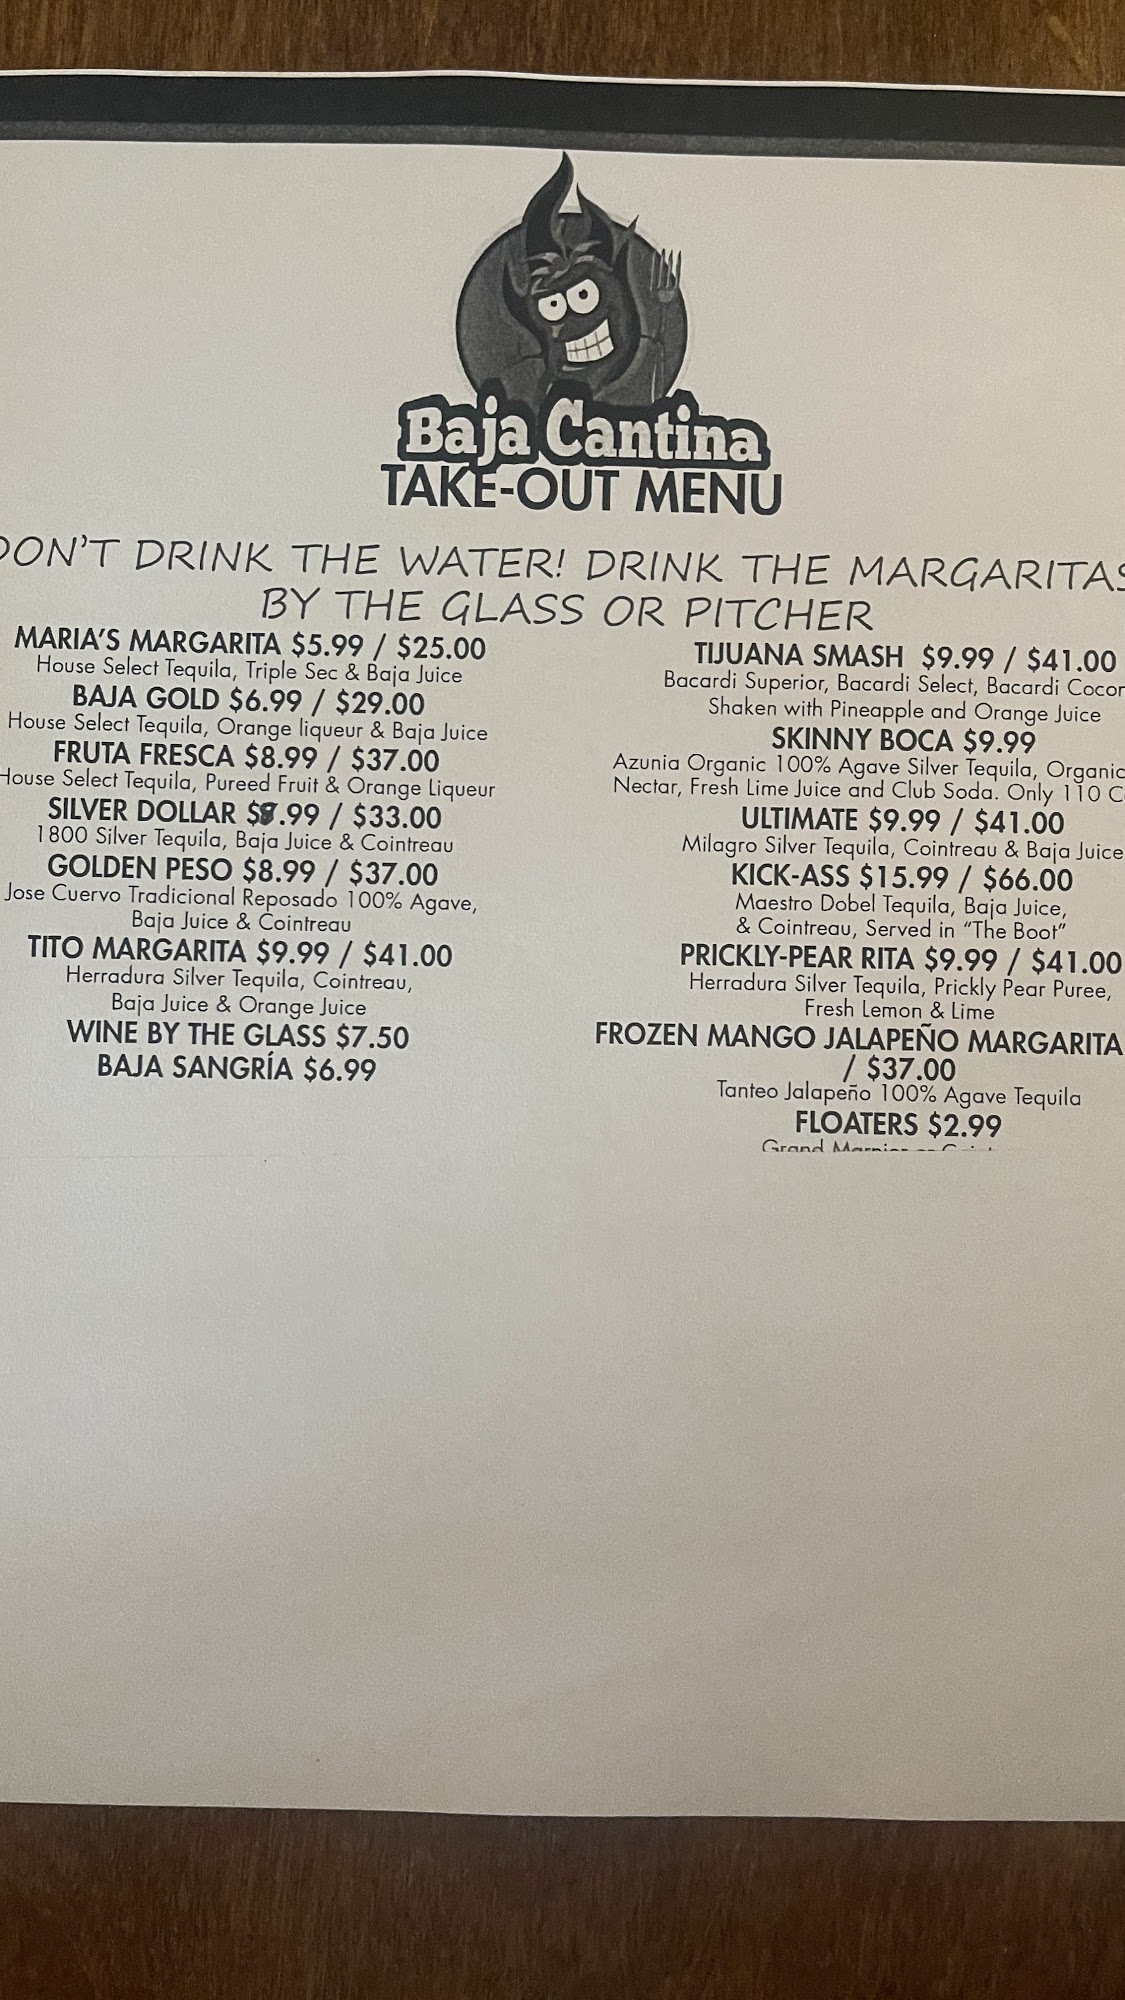 Baja Cantina
TAKE-OUT MENU
DON'T DRINK THE WATER! DRINK THE MARGARITAS
BY THE GLASS OR PITCHER
MARIA'S MARGARITA $5.99 / $25.00
House Select Tequila, Triple Sec & Baja Juice
BAJA GOLD $6.99 / $29.00
House Select Tequila, Orange liqueur & Baja Juice
FRUTA FRESCA $8.99 / $37.00
House Select Tequila, Pureed Fruit & Orange Liqueur
SILVER DOLLAR $8.99 / $33.00
1800 Silver Tequila, Baja Juice & Cointreau
GOLDEN PESO $8.99 / $37.00
Jose Cuervo Tradicional Reposado 100% Agave,
Baja Juice & Cointreau
TITO MARGARITA $9.99 / $41.00
Herradura Silver Tequila, Cointreau,
Baja Juice & Orange Juice
WINE BY THE GLASS $7.50
BAJA SANGRÍA $6.99
TIJUANA SMASH $9.99 / $41.00
Bacardi Superior, Bacardi Select, Bacardi
Shaken with Pineapple and Orange Juice
SKINNY BOCA $9.99
Azunia Organic 100% Agave Silver Tequila, Organic
Nectar, Fresh Lime Juice and Club Soda. Only 110
ULTIMATE $9.99 / $41.00
Milagro Silver Tequila, Cointreau & Baja Juice
KICK-ASS $15.99 / $66.00
Maestro Dobel Tequila, Baja Juice,
& Cointreau, Served in "The Boot"
PRICKLY-PEAR RITA $9.99 / $41.00
Herradura Silver Tequila, Prickly Pear Puree,
Fresh Lemon & Lime
FROZEN MANGO JALAPEÑO MARGARITA
/ $37.00
Tanteo Jalapeño 100% Agave Tequila
FLOATERS $2.99
Grand Marnier or